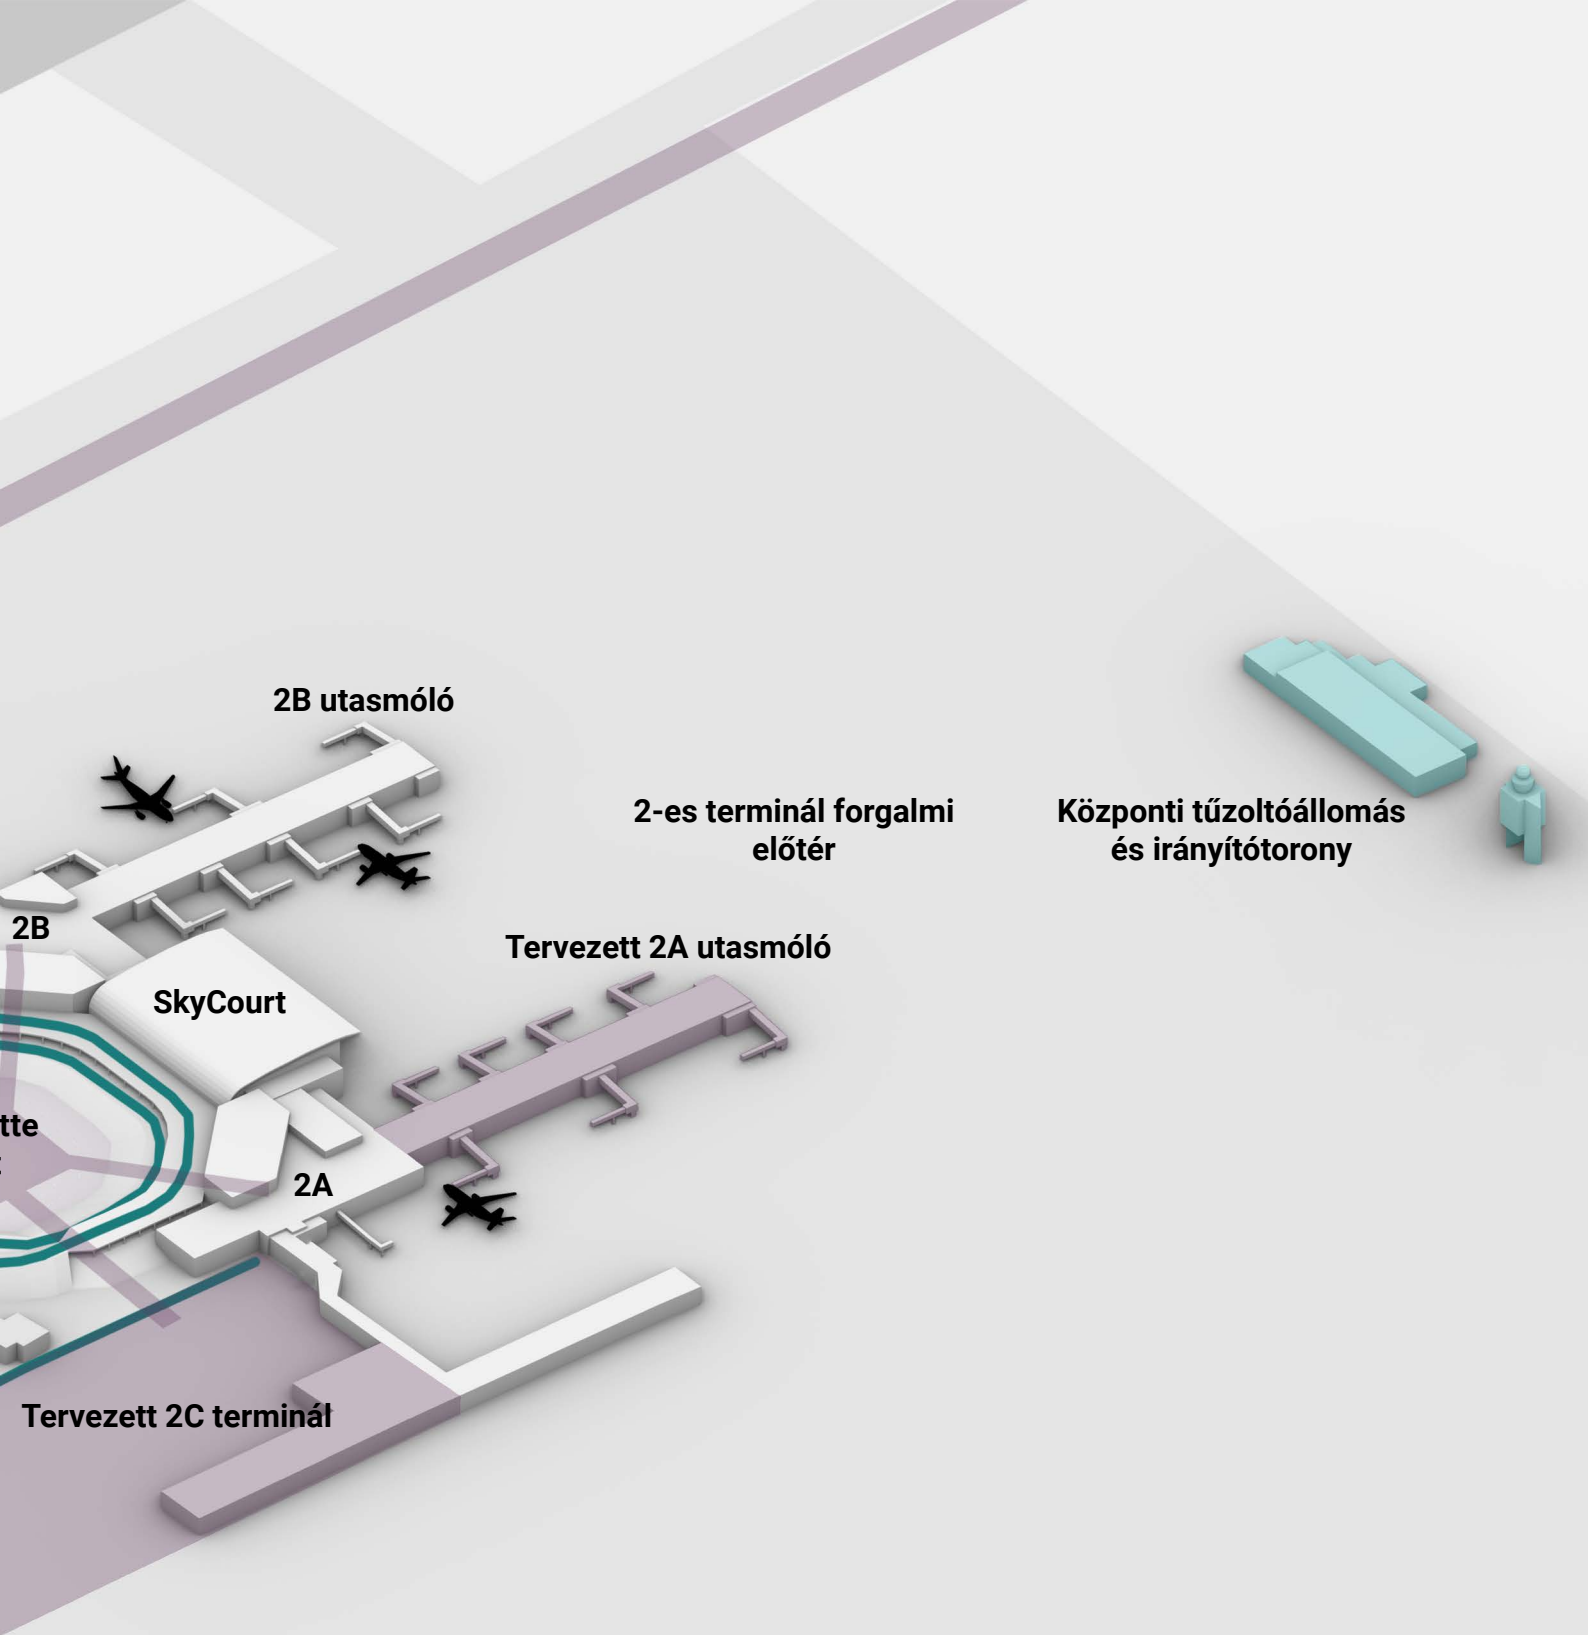 2B utasmóló
2-es terminál forgalmi
előtér
Központi tűzoltóállomás
és irányítótorony
2B
Tervezett 2A utasmóló
SkyCourt
tte
2A
Tervezett 2C terminál